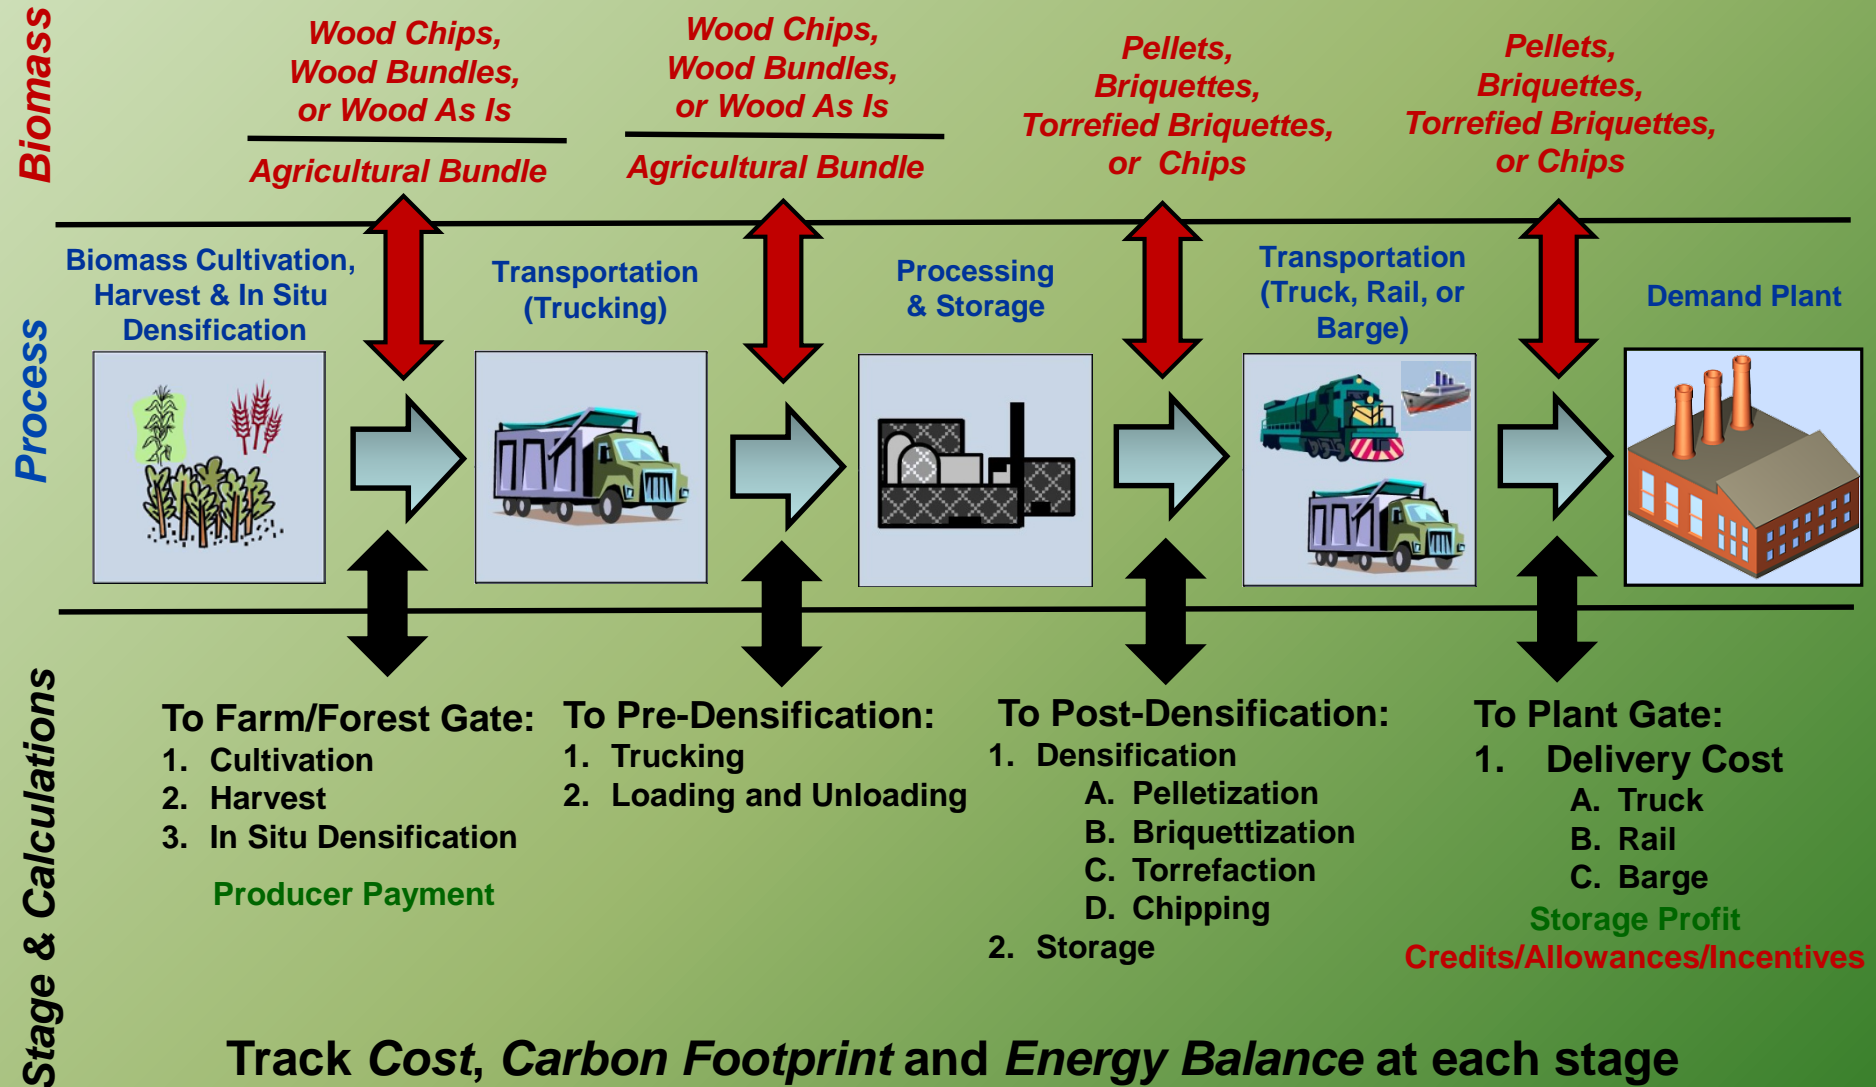 Biomass
Wood Chips,
Wood Bundles,
or Wood As Is
Agricultural Bundle
Wood Chips,
Wood Bundles,
or Wood As Is
Agricultural Bundle
Pellets,
Briquettes,
Torrefied Briquettes,
or Chips
Pellets,
Briquettes,
Torrefied Briquettes,
or Chips
Process
Biomass Cultivation,
Harvest & In Situ
Densification
Transportation
(Trucking)
Processing
& Storage
Transportation
(Truck, Rail, or
Barge)
Demand Plant
Stage & Calculations
To Farm/Forest Gate:
1. Cultivation
2. Harvest
3. In Situ Densification
Producer Payment
To Pre-Densification:
1. Trucking
2. Loading and Unloading
To Post-Densification:
1. Densification
A. Pelletization
B. Briquettization
C. Torrefaction
D. Chipping
2. Storage
To Plant Gate:
1. Delivery Cost
A. Truck
B. Rail
C. Barge
Storage Profit
Credits/Allowances/Incentives
Track Cost, Carbon Footprint and Energy Balance at each stage